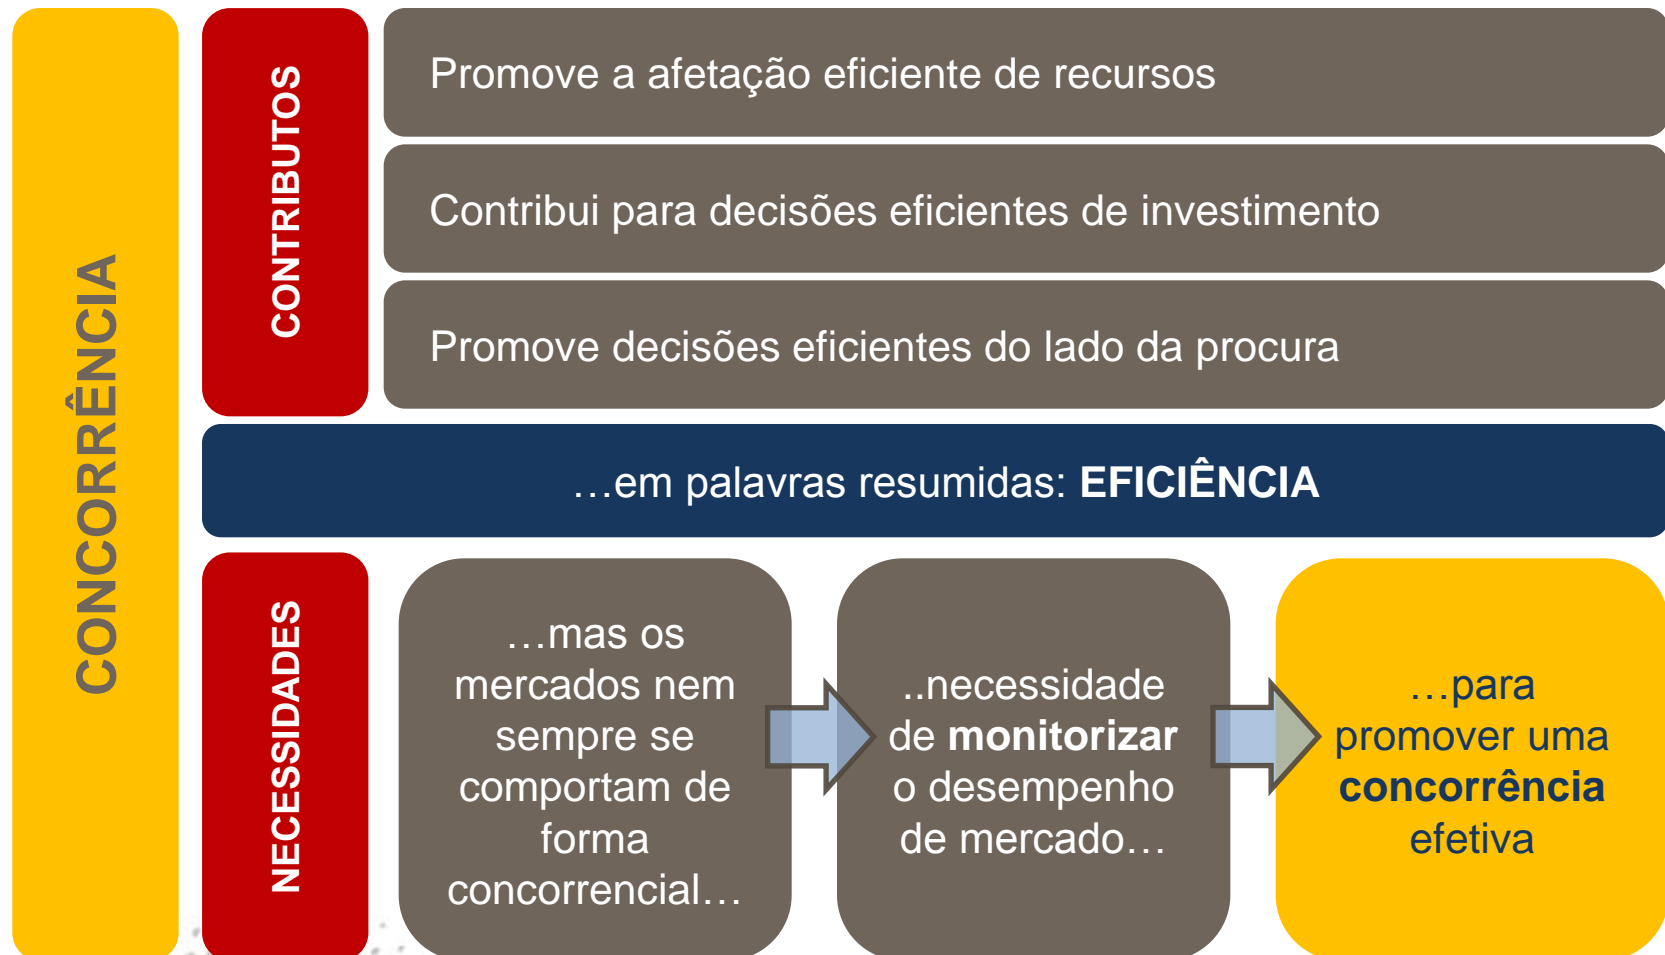 CONCORRÊNCIA
CONTRIBUTOS
Promove a afetação eficiente de recursos
Contribui para decisões eficientes de investimento
Promove decisões eficientes do lado da procura
…em palavras resumidas: EFICIÊNCIA
NECESSIDADES
…mas os
mercados nem
sempre se
comportam de
forma
concorrencial…
..necessidade
de monitorizar
o desempenho
de mercado…
…para
promover uma
concorrência
efetiva